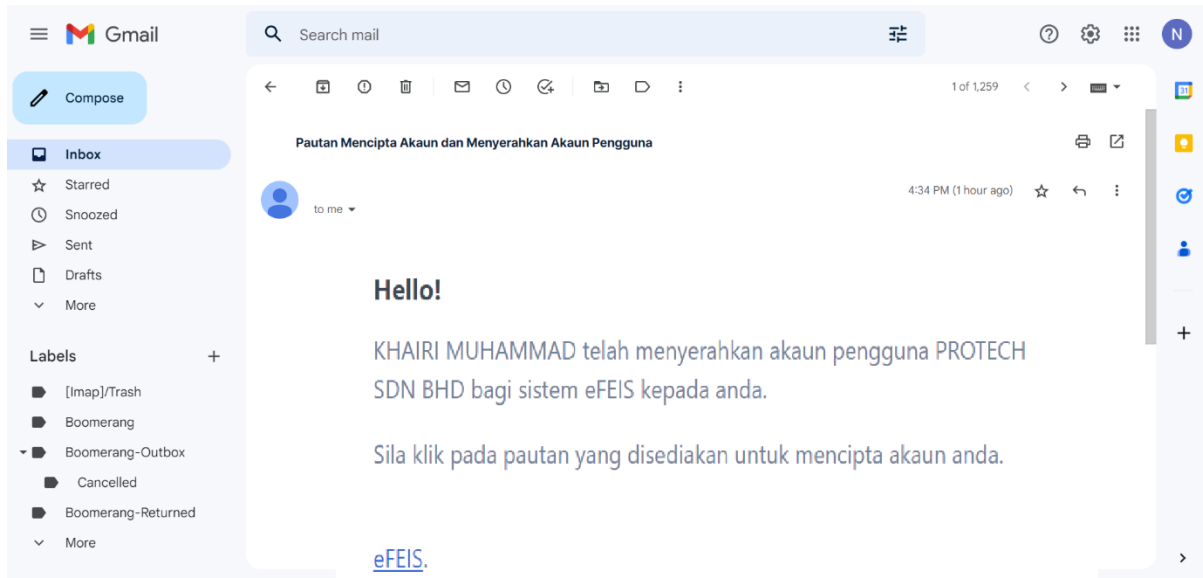 Gmail
Search mail
N
Compose
1 of 1,259
31
Pautan Mencipta Akaun dan Menyerahkan Akaun Pengguna
Inbox
Starred
Snoozed
Sent
Drafts
More
4:34 PM (1 hour ago)
to me
Hello!
KHAIRI MUHAMMAD telah menyerahkan akaun pengguna PROTECH
SDN BHD bagi sistem eFEIS kepada anda.
Sila klik pada pautan yang disediakan untuk mencipta akaun anda.
eFEIS.
Labels
[Imap]/Trash
Boomerang
Boomerang-Outbox
Cancelled
Boomerang-Returned
More